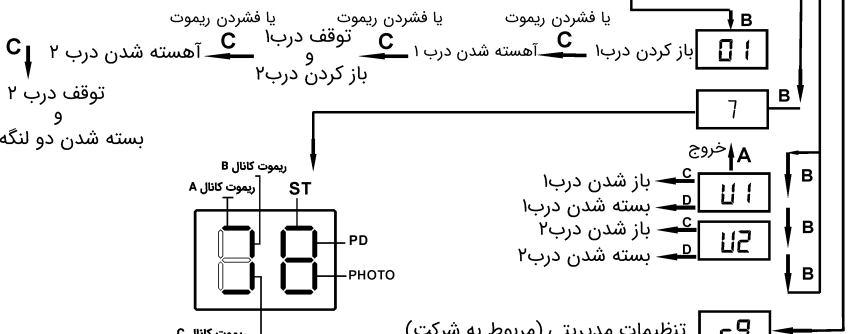 یا فشردن ریموت
یا فشردن ریموت
یا فشردن ریموت
B
01
باز کردن درب۱
C
آهسته شدن درب ۱
C
توقف درب۱
و
باز کردن درب۲
C
آهسته شدن درب ۲
C
توقف درب ۲
و
بسته شدن دو لنگه
7
B
خروج
A
U1
C
باز شدن درب۱
D
بسته شدن درب۱
U2
C
باز شدن درب۲
D
بسته شدن درب۲
B
B
B
ریموت کانال B
ریموت کانال A
ST
PD
PHOTO
ریموت کانال C
تنظیمات مدیریتی (مربوط به شرکت)